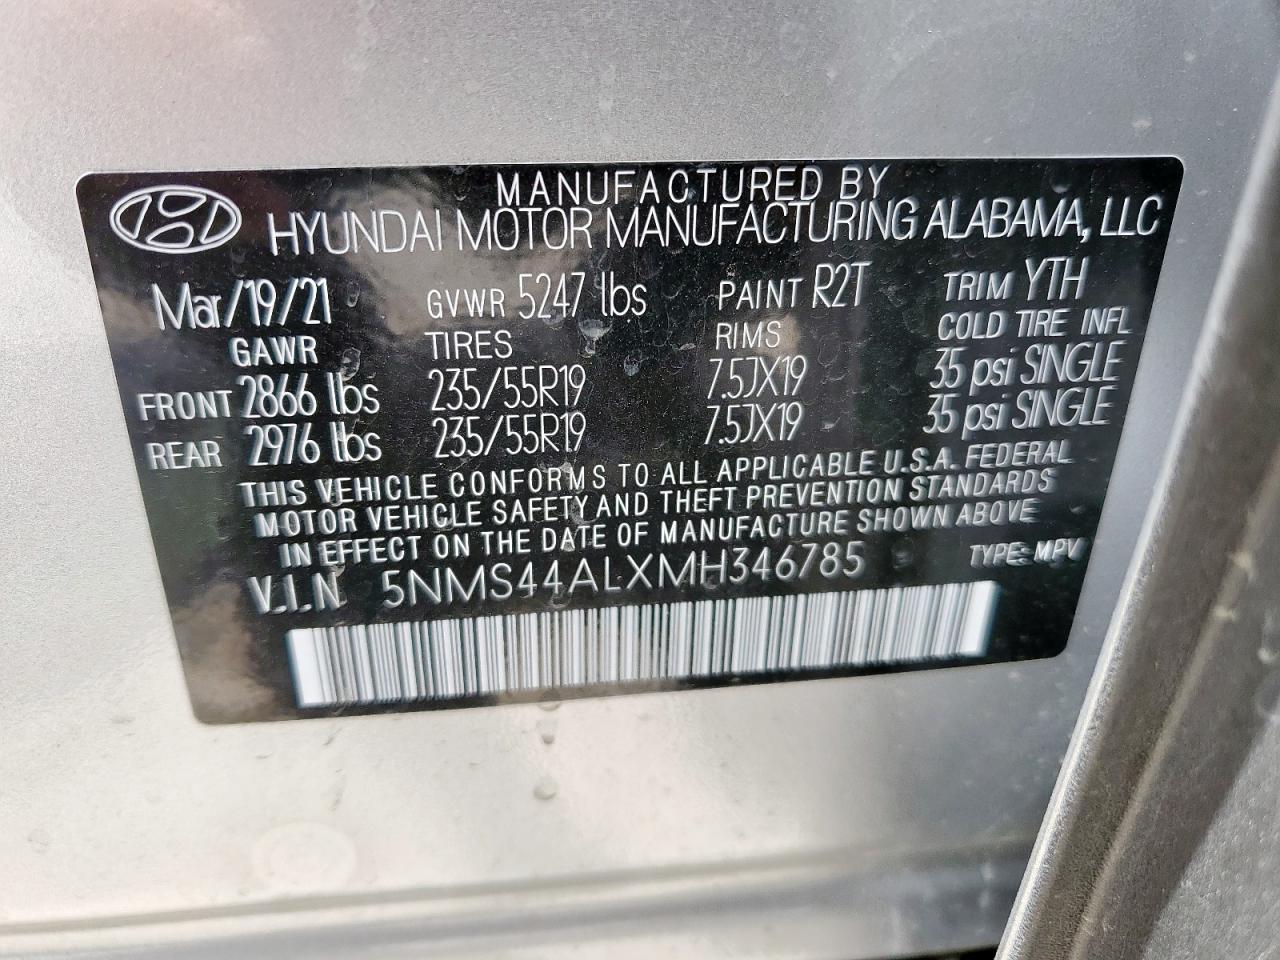 MANUFACTURED BY
HYUNDAI MOTOR MANUFACTURING ALABAMA, LLC
Mar/19/21 GVWR 5247 lbs PAINT R2T TRIM YTH
GAWR TIRES RIMS COLD TIRE INFL
FRONT 2866 lbs 235/55R19 7.5JX19 35 psi SINGLE
REAR 2976 lbs 235/55R19 7.5JX19 35 psi SINGLE
THIS VEHICLE CONFORMS TO ALL APPLICABLE U.S.A. FEDERAL
MOTOR VEHICLE SAFETY AND THEFT PREVENTION STANDARDS
IN EFFECT ON THE DATE OF MANUFACTURE SHOWN ABOVE
V.I.N 5NMS44ALXMH346785 TYPE: MPV